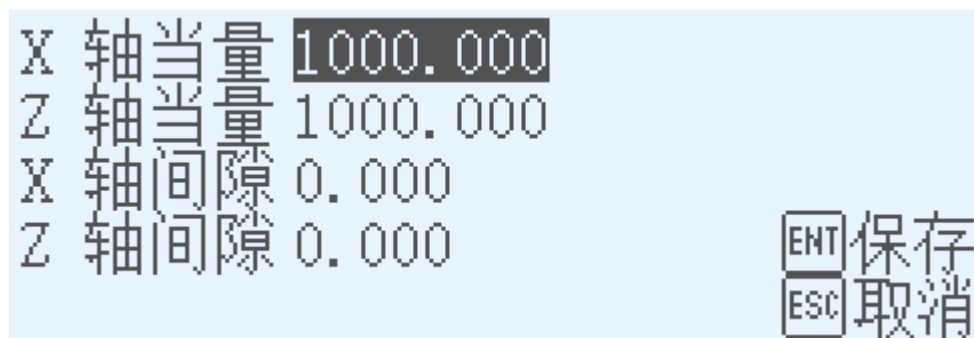 X 轴当量 1000.000
Z 轴当量 1000.000
X 轴间隙 0.000
Z 轴间隙 0.000
ENT 保存
ESC 取消